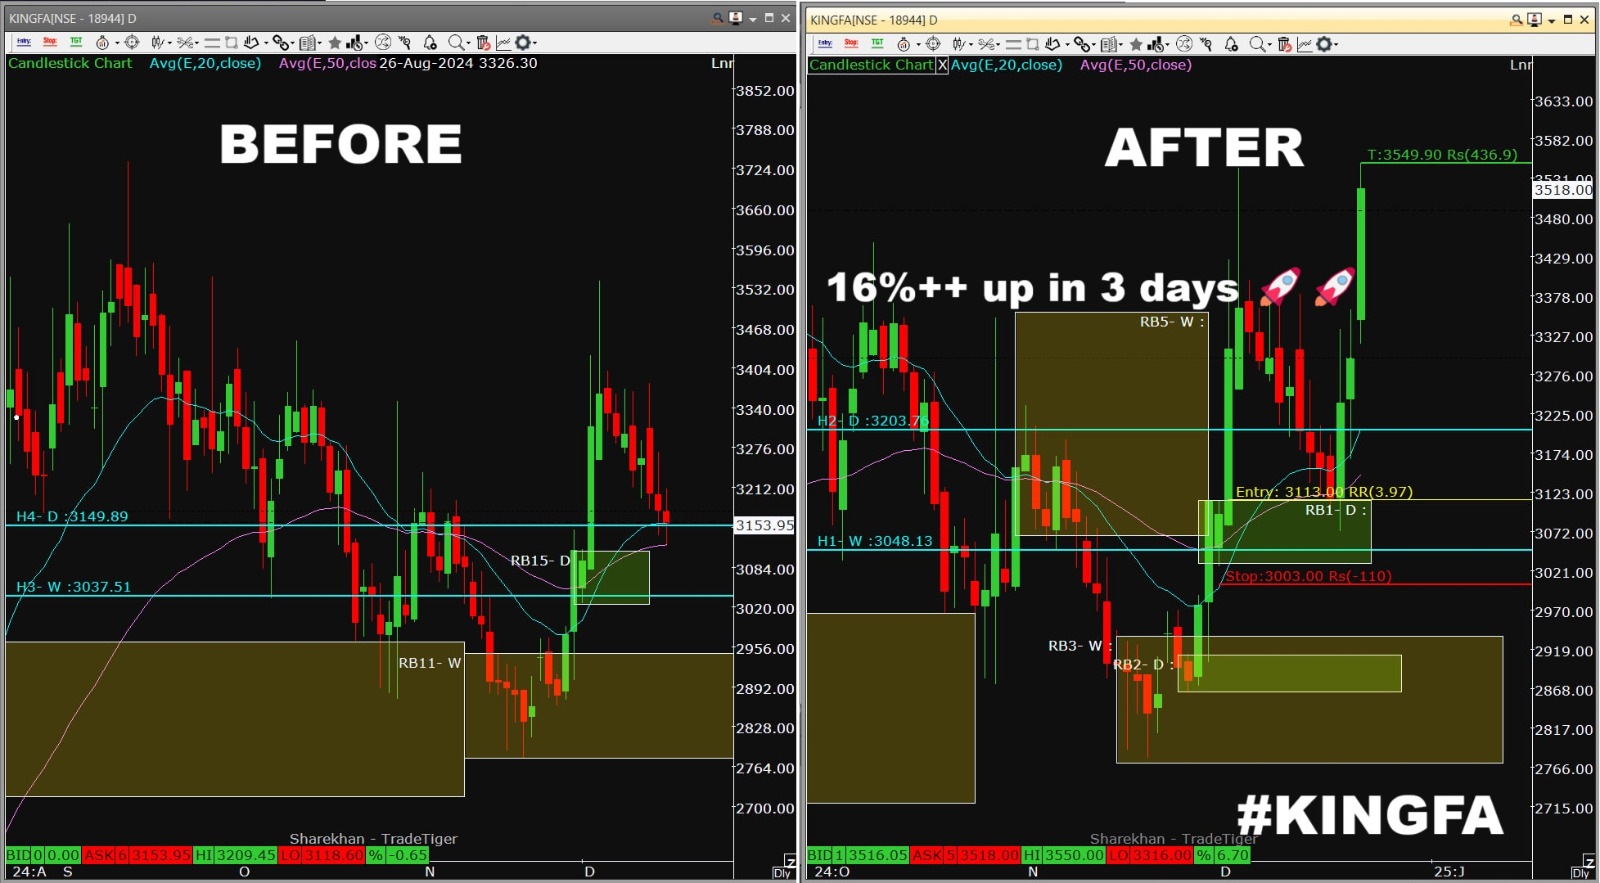 KINGFA[NSE - 18944] D
Entry: Stop: TGT
Candlestick Chart Avg(E,20,close) Avg(E,50,clos 26-Aug-2024 3326.30 Lnr
BEFORE
3852.00
3788.00
3724.00
3660.00
3596.00
3532.00
3468.00
3404.00
3340.00
3276.00
3212.00
H4- D :3149.89
3153.95
RB15- D
3084.00
H3- W :3037.51
3020.00
2956.00
RB11- W
2892.00
2828.00
2764.00
2700.00
Sharekhan - TradeTiger
BID 0 0.00 ASK 6 3153.95 HI 3209.45 LO 3118.60 % -0.65
24:A S O N D Dly
Z
KINGFA[NSE - 18944] D
Entry: Stop: TGT
Candlestick Chart X Avg(E,20,close) Avg(E,50,close) Lnr
3633.00
AFTER
3582.00
T:3549.90 Rs(436.9)
3531.00
3518.00
3480.00
3429.00
16%++ up in 3 days
3378.00
RB5- W :
3327.00
3276.00
H2- D :3203.76
3225.00
3174.00
Entry: 3113.00 RR(3.97)
3123.00
RB1- D :
3072.00
H1- W :3048.13
Stop:3003.00 Rs(-110)
3021.00
2970.00
RB3- W :
2919.00
RB2- D :
2868.00
2817.00
2766.00
2715.00
#KINGFA
Sharekhan - TradeTiger
BID 1 3516.05 ASK 5 3518.00 HI 3550.00 LO 3316.00 % 6.70
24:O N D 25:J Dly
Z